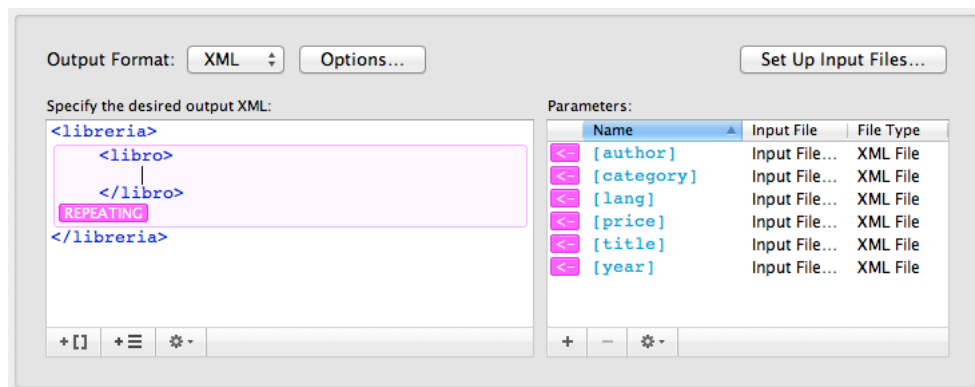 Output Format: XML Options... Set Up Input Files...
Specify the desired output XML:
<libreria>
<libro>
</libro>
REPEATING
</libreria>
+[] +
Parameters:
Name Input File File Type
<- [author] Input File... XML File
<- [category] Input File... XML File
<- [lang] Input File... XML File
<- [price] Input File... XML File
<- [title] Input File... XML File
<- [year] Input File... XML File
+ −